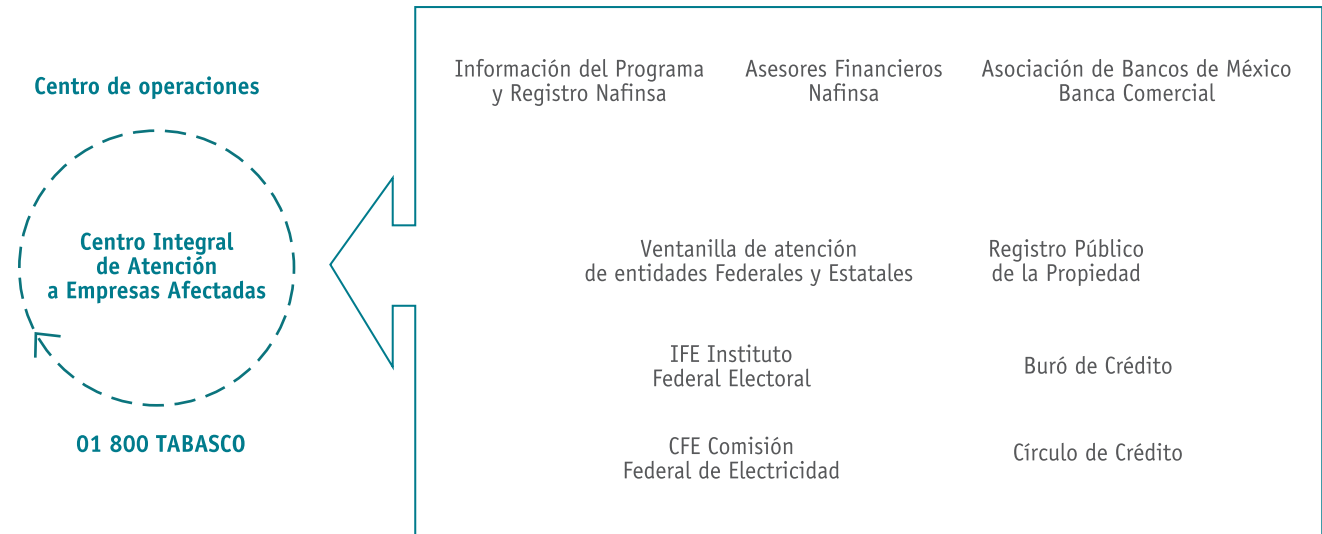 Centro de operaciones
Centro Integral
de Atención
a Empresas Afectadas
01 800 TABASCO
Información del Programa
y Registro Nafinsa
Asesores Financieros
Nafinsa
Asociación de Bancos de México
Banca Comercial
Ventanilla de atención
de entidades Federales y Estatales
Registro Público
de la Propiedad
IFE Instituto
Federal Electoral
Buró de Crédito
CFE Comisión
Federal de Electricidad
Círculo de Crédito